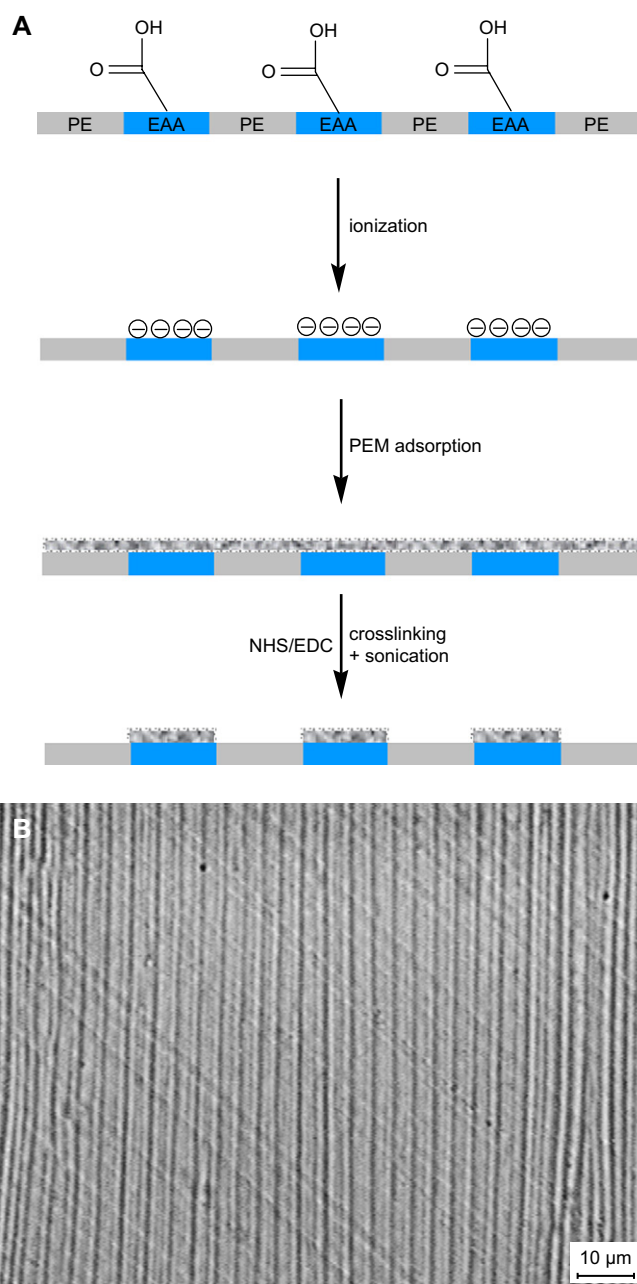 A
OH
OH
OH
O
O
O
PE EAA PE EAA PE EAA PE
ionization
PEM adsorption
NHS/EDC
crosslinking
+ sonication
B
10 µm